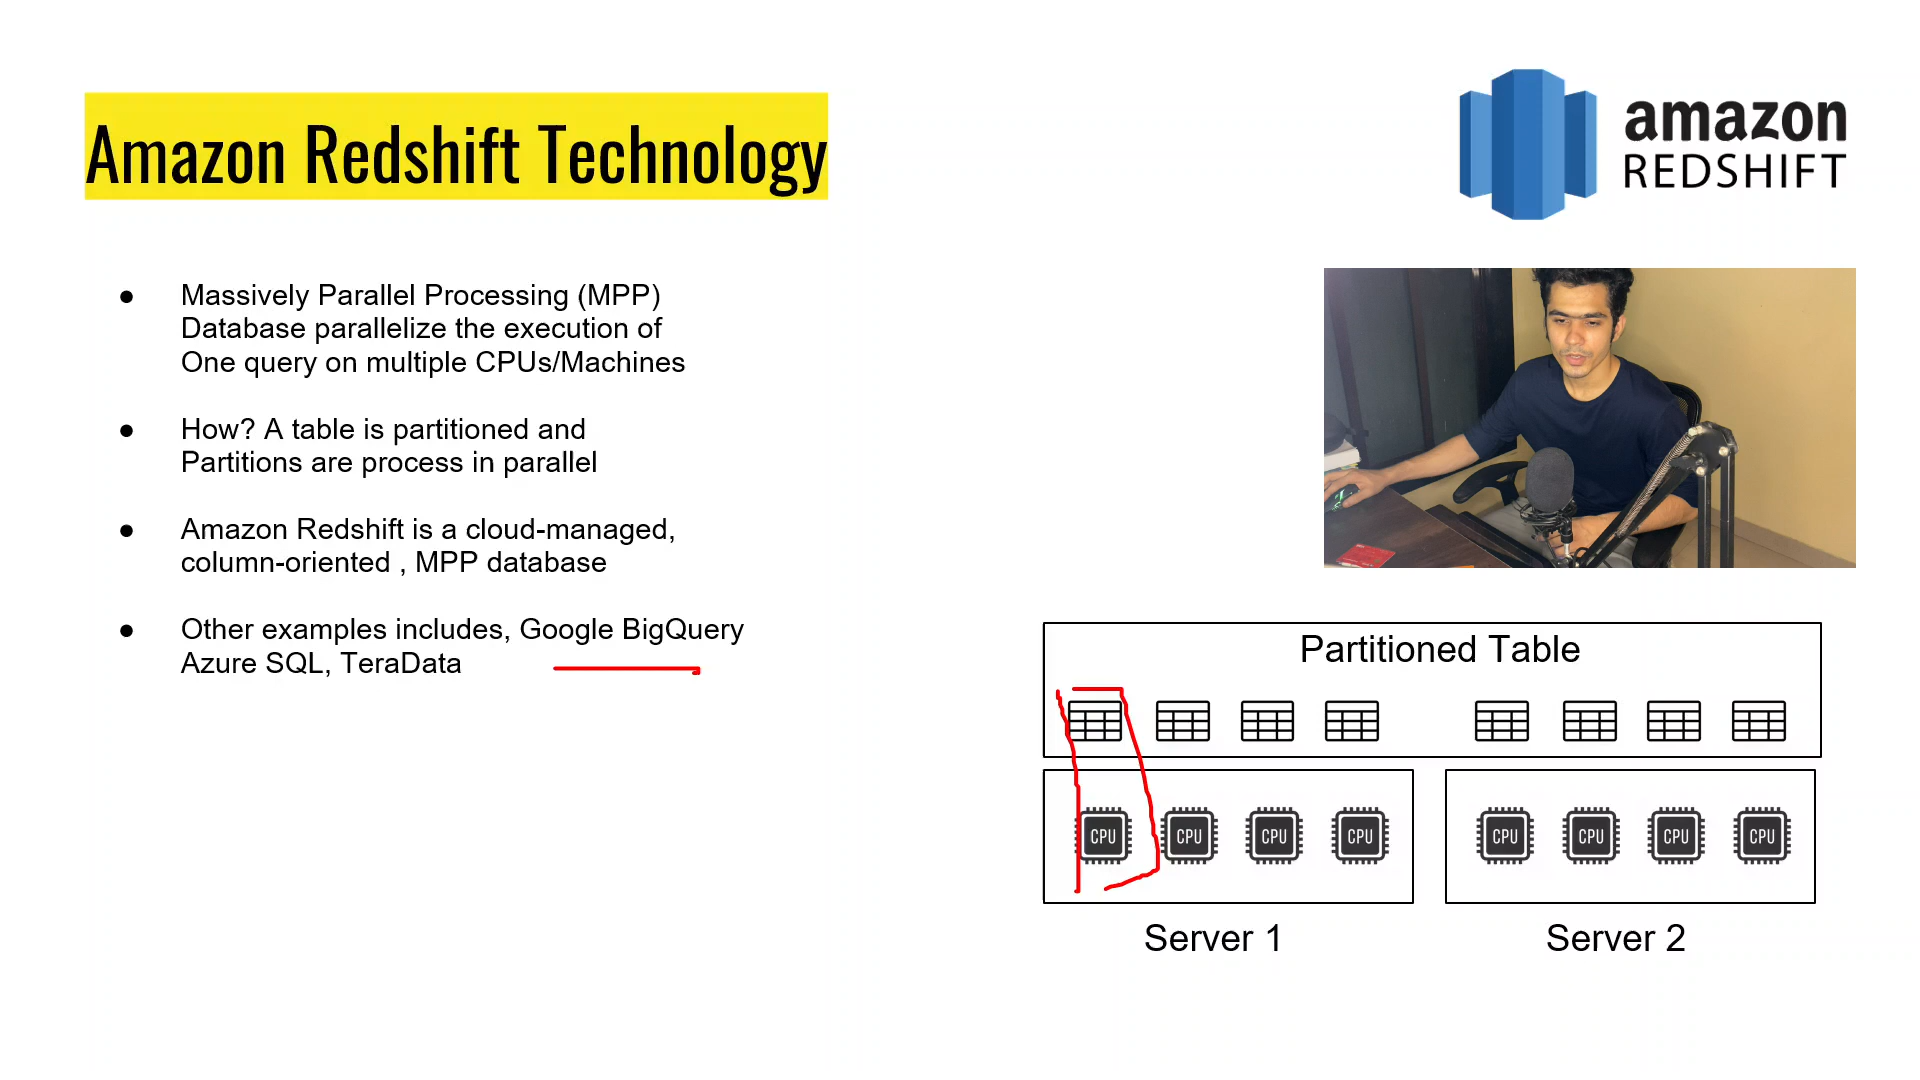 Amazon Redshift Technology
amazon
REDSHIFT
● Massively Parallel Processing (MPP)
Database parallelize the execution of
One query on multiple CPUs/Machines
● How? A table is partitioned and
Partitions are process in parallel
● Amazon Redshift is a cloud-managed,
column-oriented , MPP database
● Other examples includes, Google BigQuery
Azure SQL, TeraData
Partitioned Table
CPU CPU CPU CPU
CPU CPU CPU CPU
Server 1
Server 2